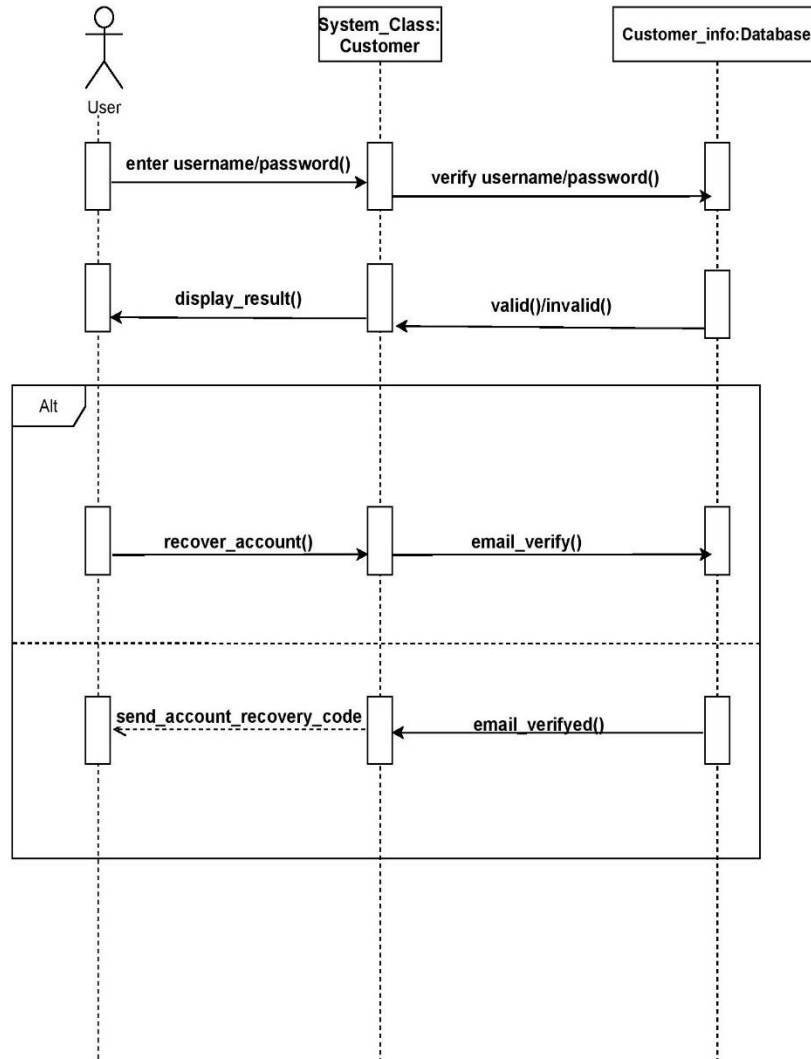 System_Class:
Customer
Customer_info:Database
User
enter username/password()
verify username/password()
display_result()
valid()/invalid()
Alt
recover_account()
email_verify()
send_account_recovery_code
email_verifyed()